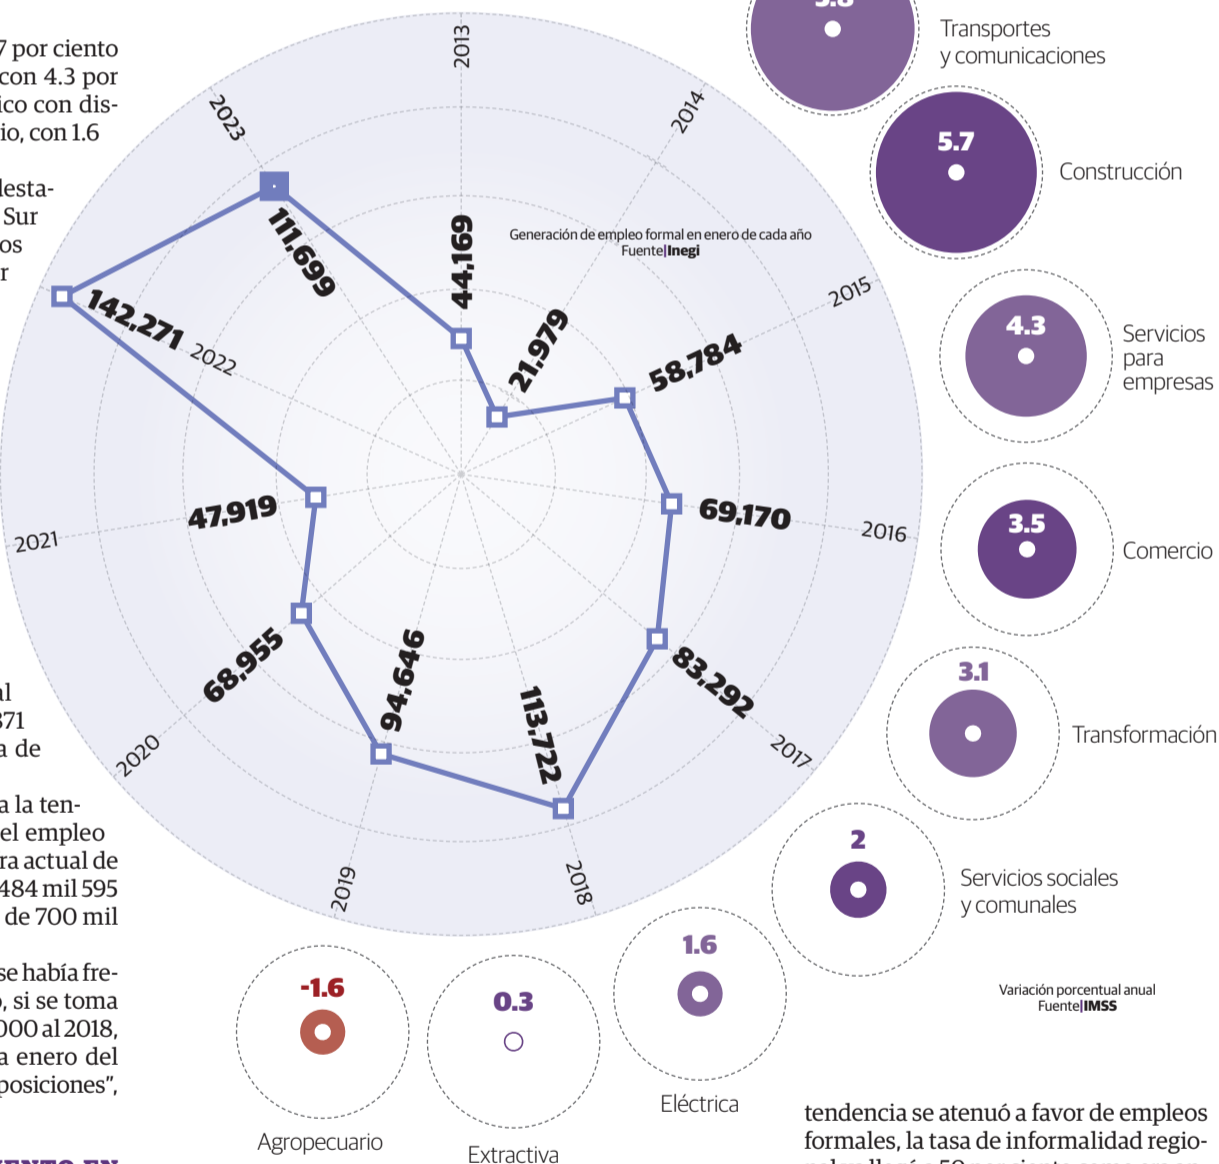 7 por ciento
con 4.3 por
ico con dis-
io, con 1.6
lesta-
Sur
os
r
al
371
a de
a la ten-
el empleo
ra actual de
484 mil 595
de 700 mil
se había fre-
o, si se toma
000 al 2018,
a enero del
posiciones",
2013
2014
2015
2016
2017
2018
2019
2020
2021
2022
2023
44,169
21,979
58,784
69,170
83,292
113,722
94,646
68,955
47,919
142,271
111,699
Generación de empleo formal en enero de cada año
Fuente|Inegi
Transportes
y comunicaciones
5.7
Construcción
4.3
Servicios
para
empresas
3.5
Comercio
3.1
Transformación
2
Servicios sociales
y comunales
1.6
Eléctrica
0.3
Extractiva
-1.6
Agropecuario
Variación porcentual anual
Fuente|IMSS
tendencia se atenuó a favor de empleos
formales, la tasa de informalidad regio-